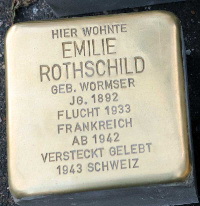 HIER WOHNTE
EMILIE
ROTHSCHILD
GEB. WORMSER
JG. 1892
FLUCHT 1933
FRANKREICH
AB 1942
VERSTECKT GELEBT
1943 SCHWEIZ